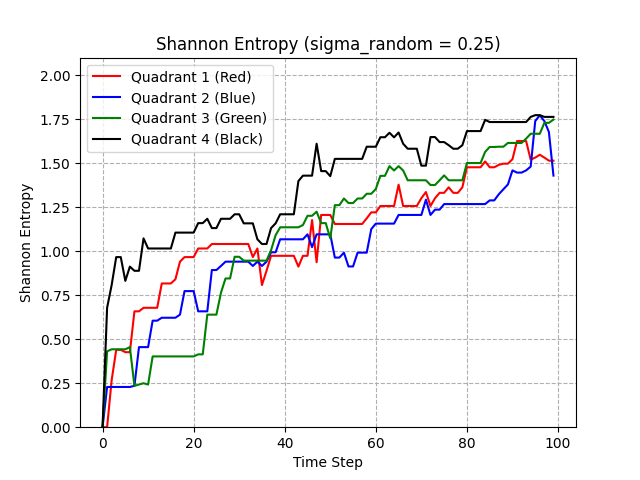 Shannon Entropy (sigma_random = 0.25)
Quadrant 1 (Red)
Quadrant 2 (Blue)
Quadrant 3 (Green)
Quadrant 4 (Black)
Shannon Entropy
2.00
1.75
1.50
1.25
1.00
0.75
0.50
0.25
0.00
0 20 40 60 80 100
Time Step